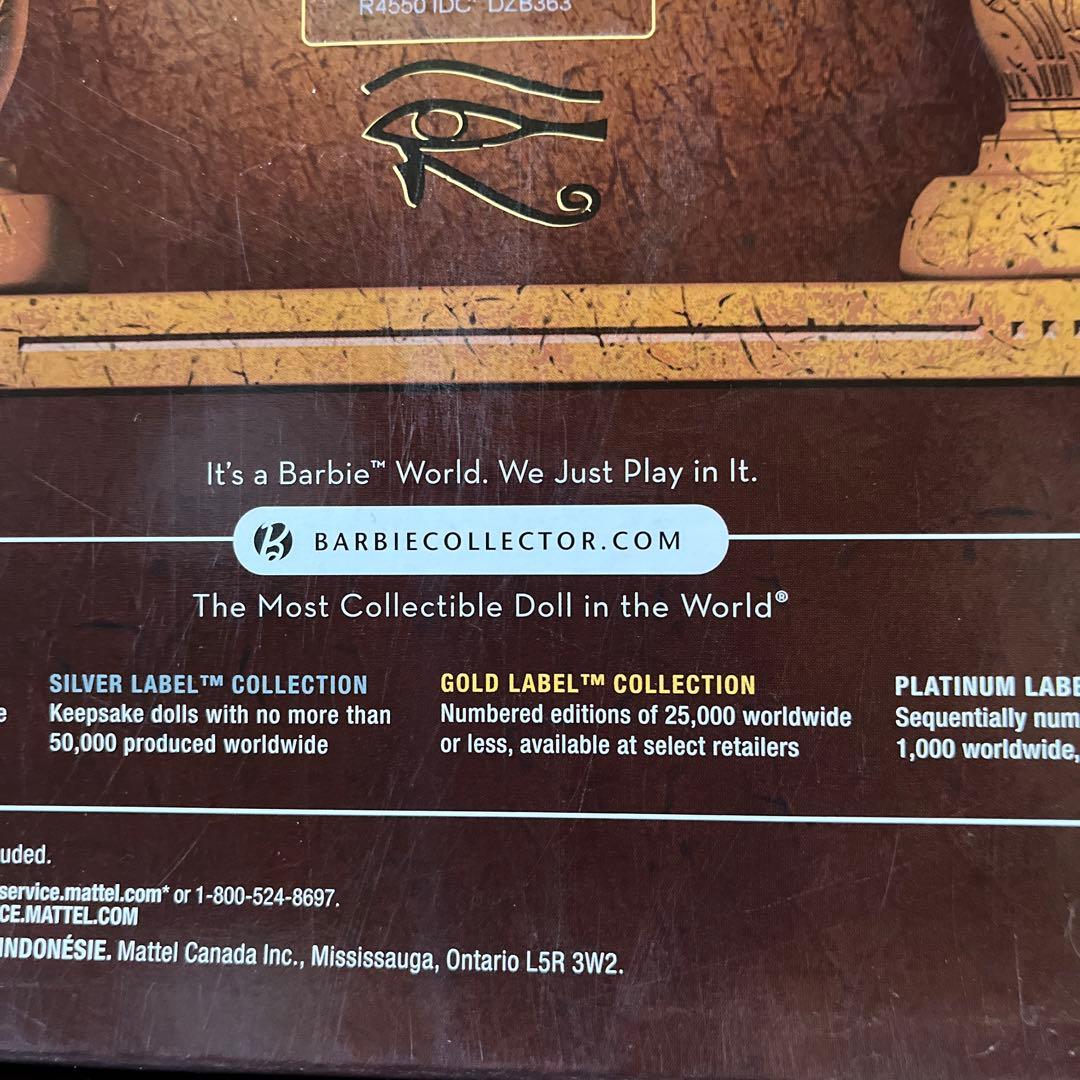 R4550 IDC DZB363
It's a Barbie™ World. We Just Play in It.
B BARBIECOLLECTOR.COM
The Most Collectible Doll in the World®
SILVER LABEL™ COLLECTION
Keepsake dolls with no more than
50,000 produced worldwide
GOLD LABEL™ COLLECTION
Numbered editions of 25,000 worldwide
or less, available at select retailers
PLATINUM LABE
Sequentially num
1,000 worldwide,
uded.
service.mattel.com* or 1-800-524-8697.
CE.MATTEL.COM
INDONÉSIE. Mattel Canada Inc., Mississauga, Ontario L5R 3W2.